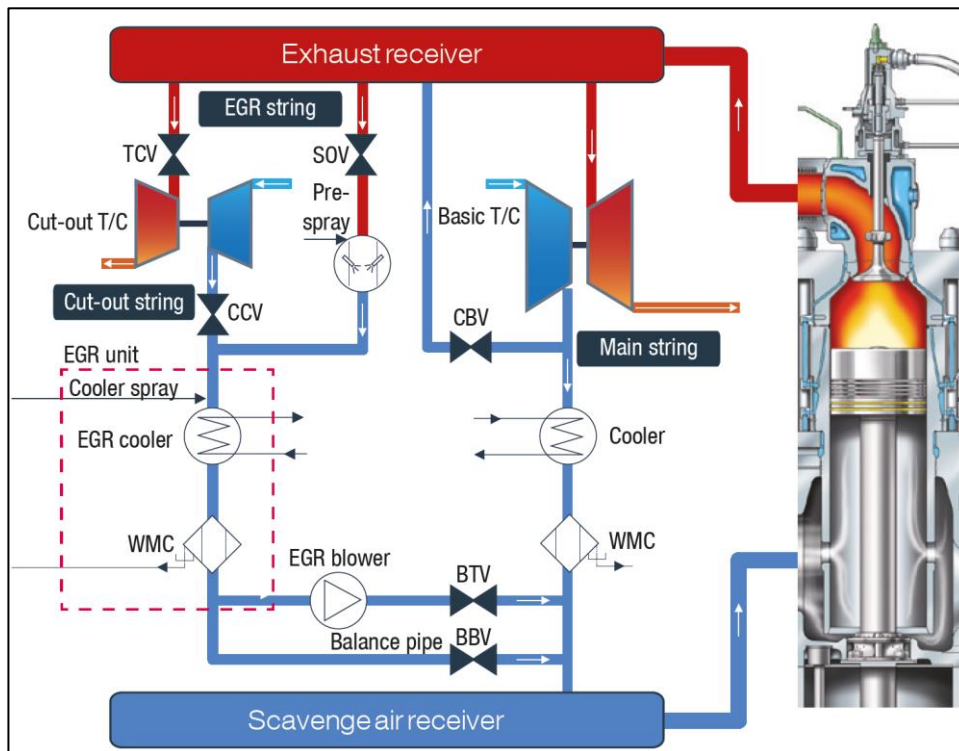 Exhaust receiver
EGR string
TCV
SOV
Pre-
spray
Cut-out T/C
Basic T/C
Cut-out string
CCV
CBV
Main string
EGR unit
Cooler spray
EGR cooler
Cooler
WMC
WMC
EGR blower
BTV
Balance pipe
BBV
Scavenge air receiver